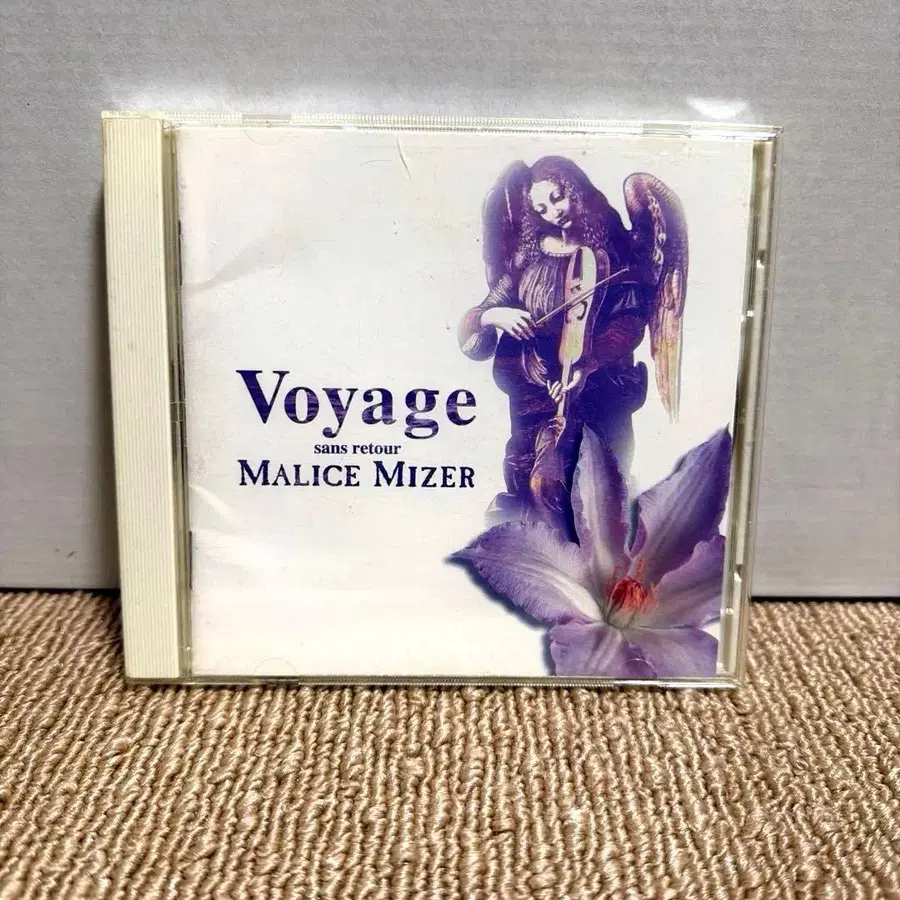 Voyage
sans retour
MALICE MIZER